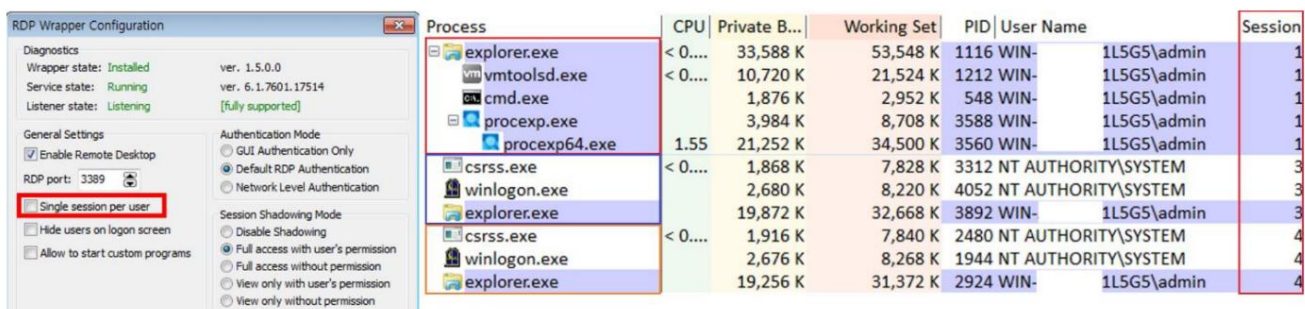 RDP Wrapper Configuration
Diagnostics
Wrapper state: Installed ver. 1.5.0.0
Service state: Running ver. 6.1.7601.17514
Listener state: Listening [fully supported]
General Settings
Enable Remote Desktop
RDP port: 3389
Single session per user
Hide users on logon screen
Allow to start custom programs
Authentication Mode
GUI Authentication Only
Default RDP Authentication
Network Level Authentication
Session Shadowing Mode
Disable Shadowing
Full access with user's permission
Full access without permission
View only with user's permission
View only without permission
Process CPU Private B... Working Set PID User Name Session
explorer.exe < 0.... 33,588 K 53,548 K 1116 WIN- 1L5G5\admin 1
vmtoolsd.exe < 0.... 10,720 K 21,524 K 1212 WIN- 1L5G5\admin 1
cmd.exe 1,876 K 2,952 K 548 WIN- 1L5G5\admin 1
procexp.exe 3,984 K 8,708 K 3588 WIN- 1L5G5\admin 1
procexp64.exe 1.55 21,252 K 34,500 K 3560 WIN- 1L5G5\admin 1
csrss.exe < 0.... 1,868 K 7,828 K 3312 NT AUTHORITY\SYSTEM 3
winlogon.exe 2,680 K 8,220 K 4052 NT AUTHORITY\SYSTEM 3
explorer.exe 19,872 K 32,668 K 3892 WIN- 1L5G5\admin 3
csrss.exe < 0.... 1,916 K 7,840 K 2480 NT AUTHORITY\SYSTEM 4
winlogon.exe 2,676 K 8,268 K 1944 NT AUTHORITY\SYSTEM 4
explorer.exe 19,256 K 31,372 K 2924 WIN- 1L5G5\admin 4